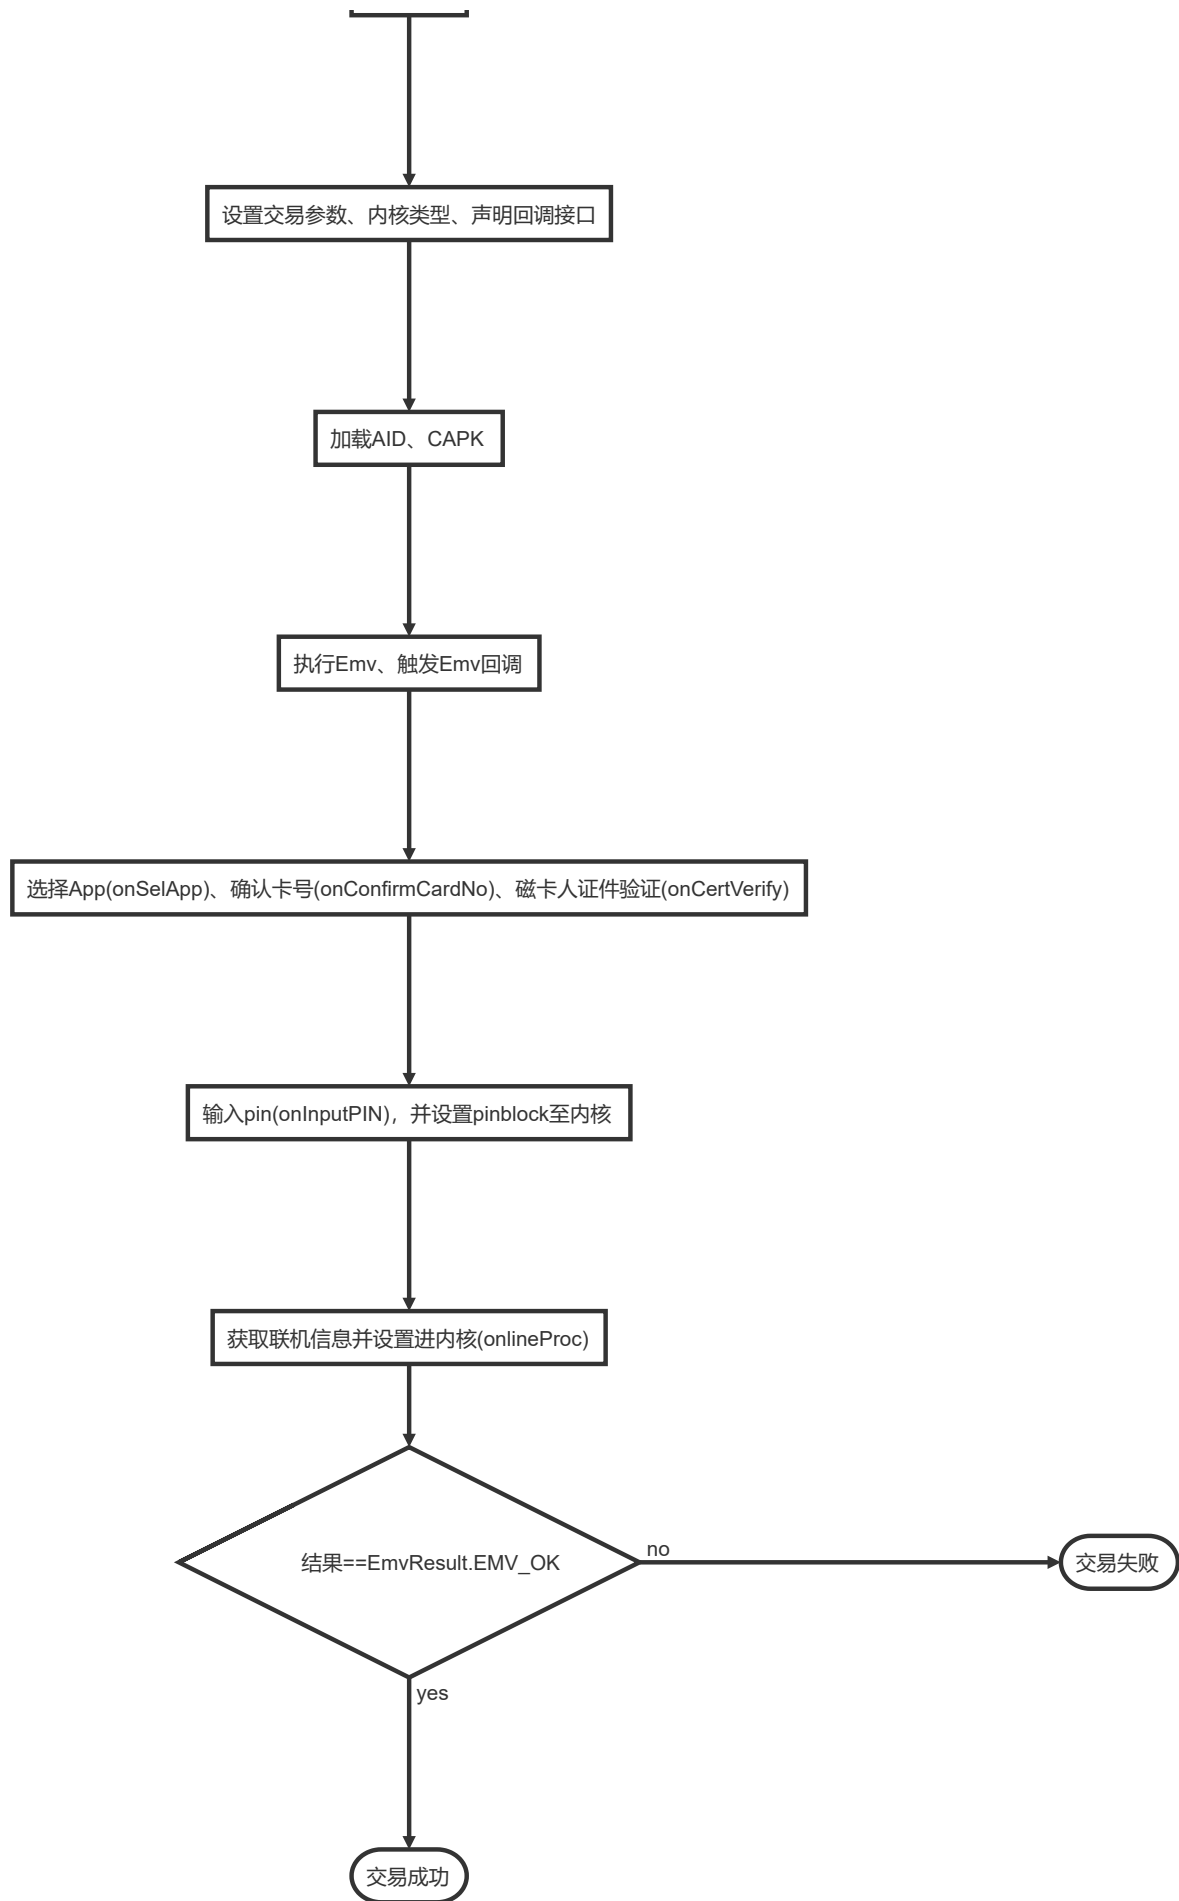 设置交易参数、内核类型、声明回调接口
加载AID、CAPK
执行Emv、触发Emv回调
选择App(onSelApp)、确认卡号(onConfirmCardNo)、磁卡人证件验证(onCertVerify)
输入pin(onInputPIN)，并设置pinblock至内核
获取联机信息并设置进内核(onlineProc)
结果==EmvResult.EMV_OK
no
交易失败
yes
交易成功